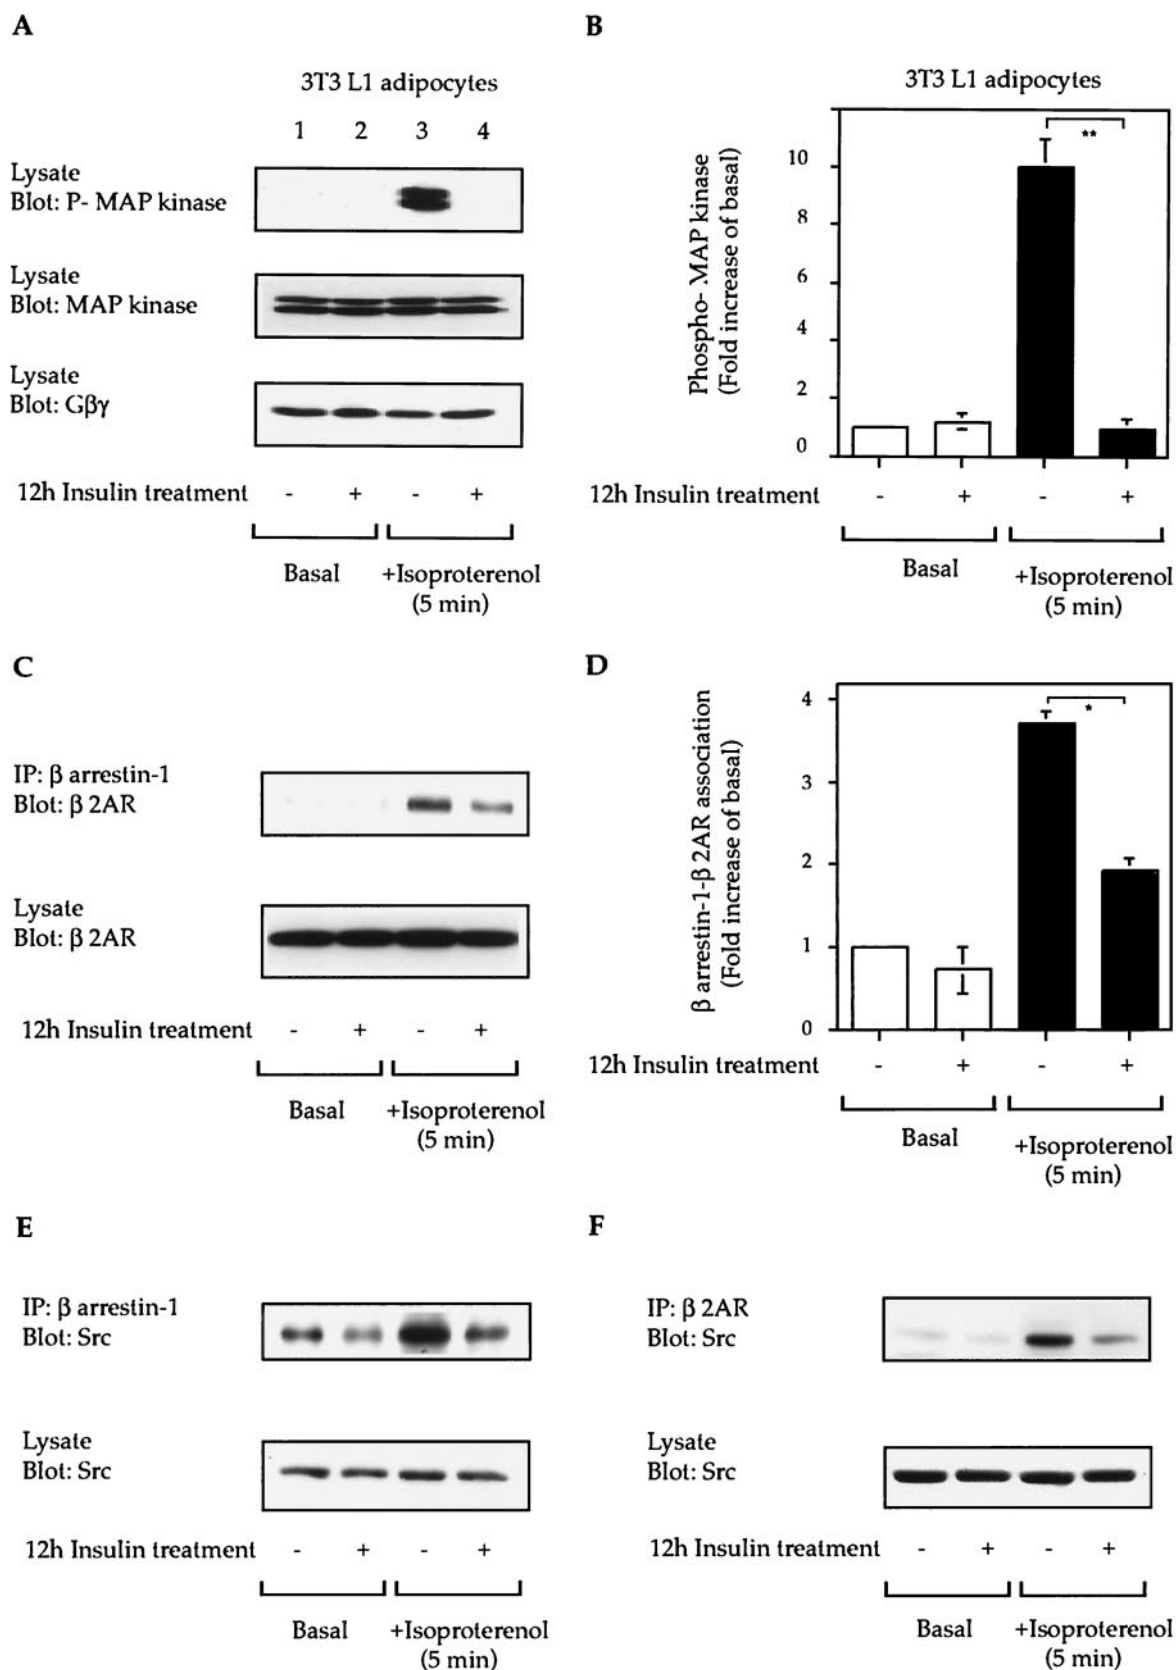 A
3T3 L1 adipocytes
1 2 3 4
Lysate
Blot: P- MAP kinase
Lysate
Blot: MAP kinase
Lysate
Blot: Gβγ
12h Insulin treatment - + - +
Basal +Isoproterenol
(5 min)
B
3T3 L1 adipocytes
Phospho- MAP kinase
(Fold increase of basal)
10
8
6
4
2
0
**
12h Insulin treatment - + - +
Basal +Isoproterenol
(5 min)
C
IP: β arrestin-1
Blot: β 2AR
Lysate
Blot: β 2AR
12h Insulin treatment - + - +
Basal +Isoproterenol
(5 min)
D
β arrestin-1-β 2AR association
(Fold increase of basal)
4
3
2
1
0
*
12h Insulin treatment - + - +
Basal +Isoproterenol
(5 min)
E
IP: β arrestin-1
Blot: Src
Lysate
Blot: Src
12h Insulin treatment - + - +
Basal +Isoproterenol
(5 min)
F
IP: β 2AR
Blot: Src
Lysate
Blot: Src
12h Insulin treatment - + - +
Basal +Isoproterenol
(5 min)